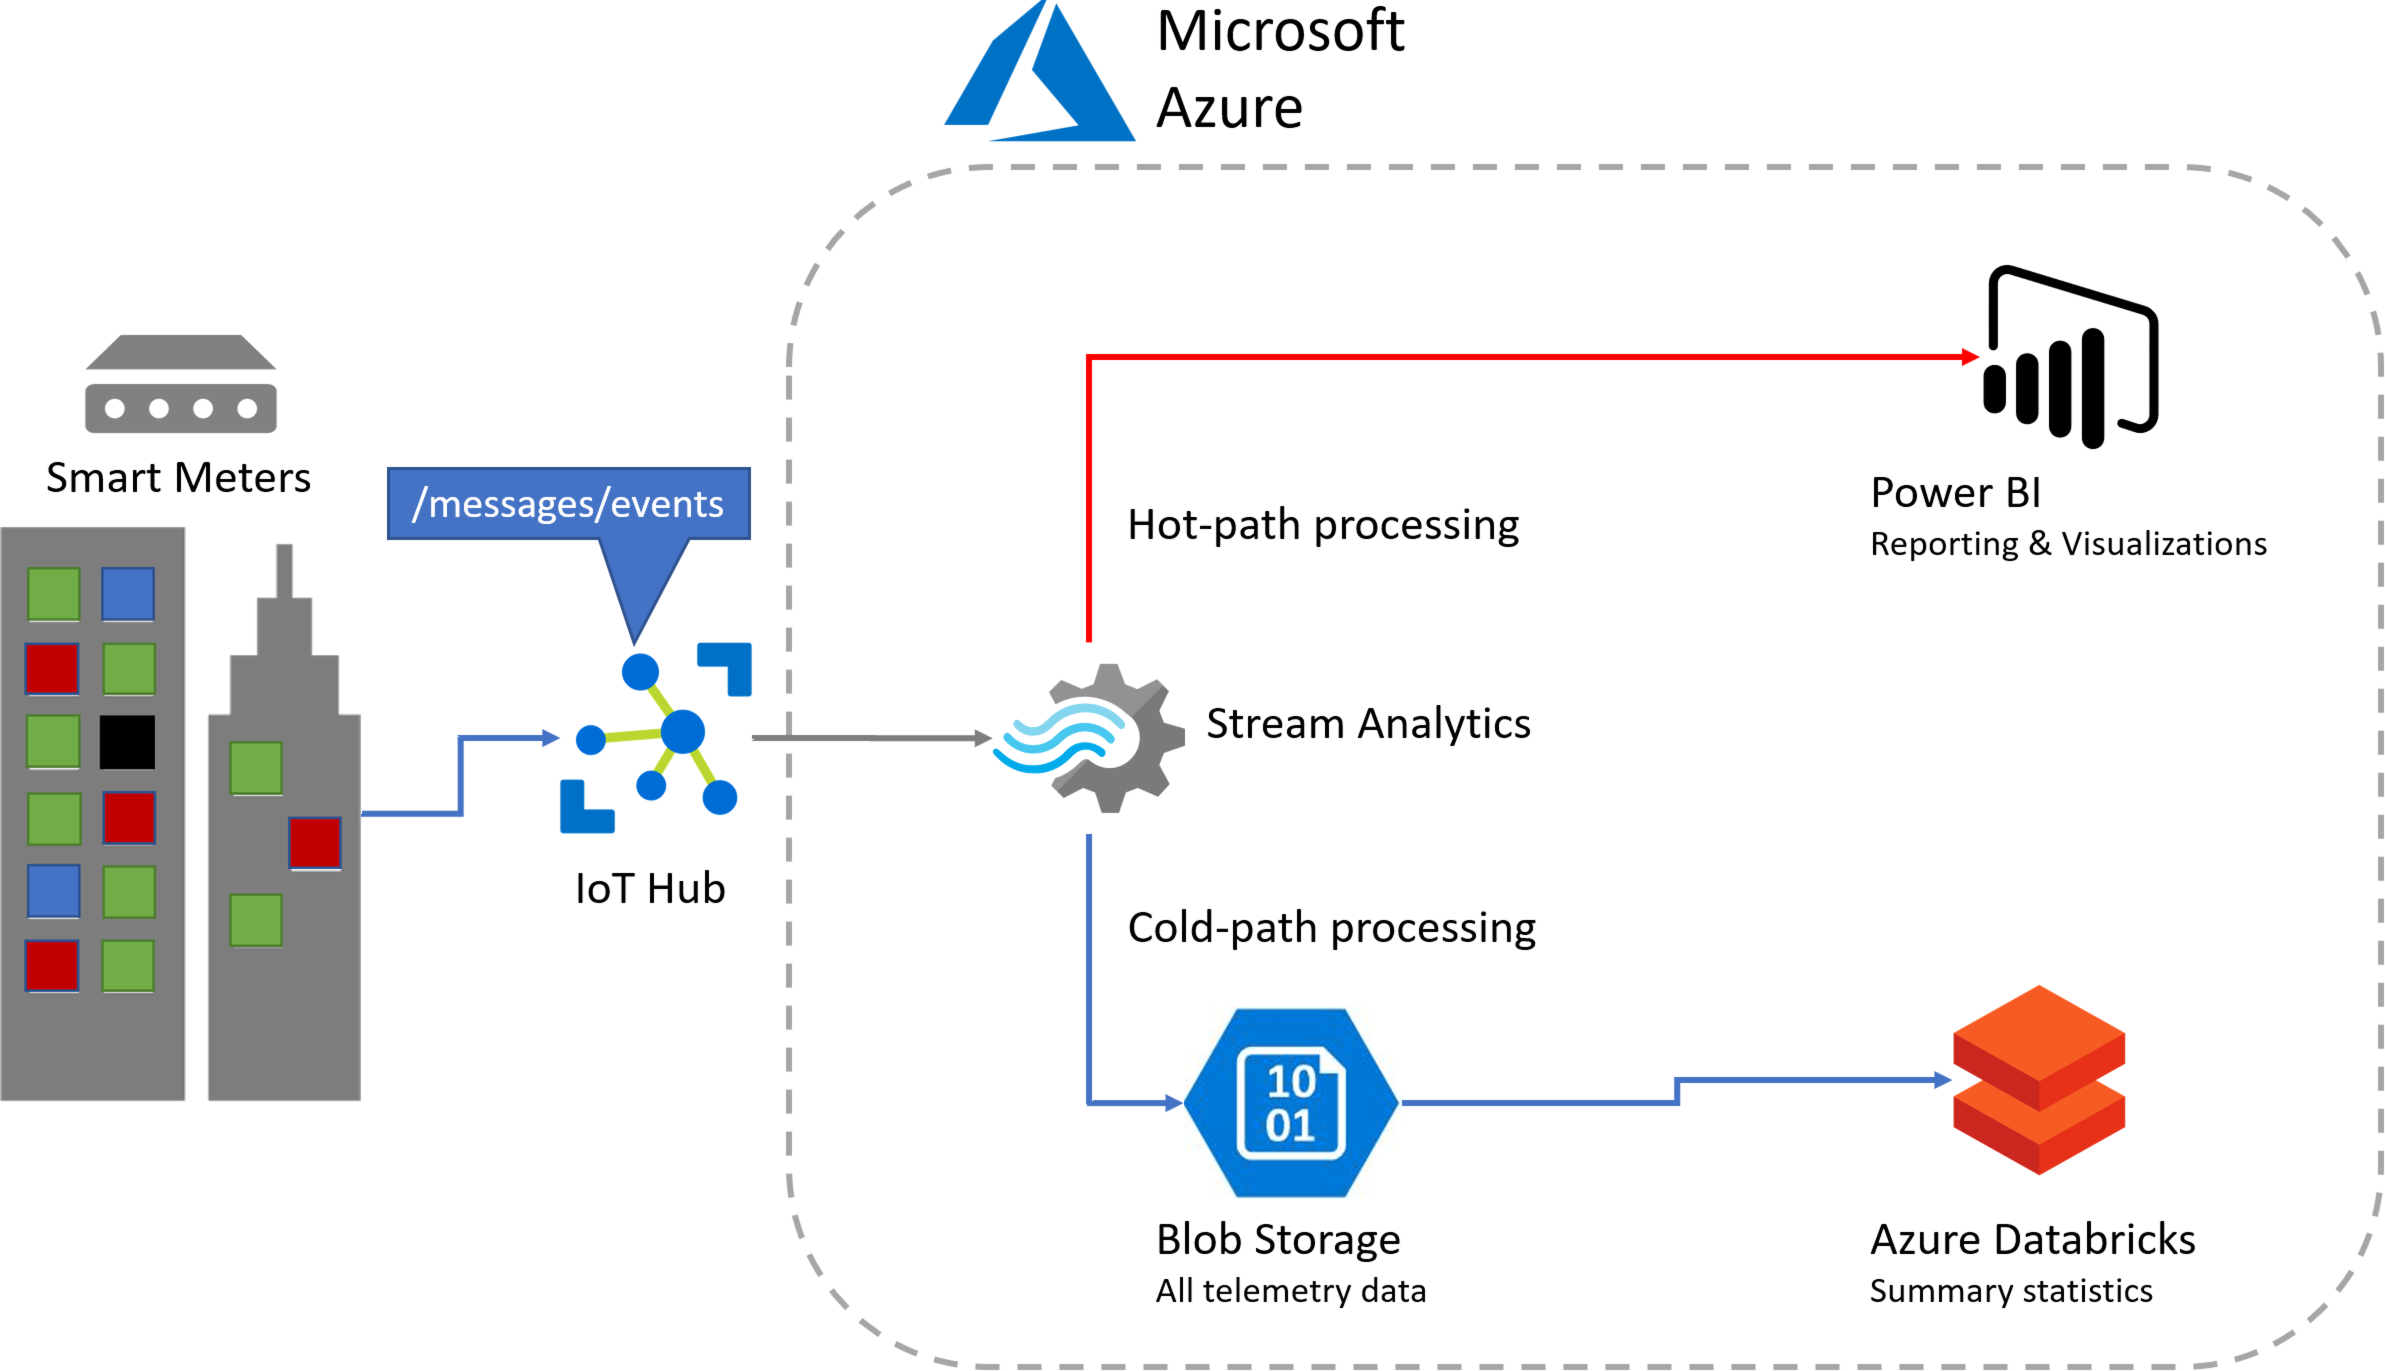 Microsoft
Azure
Smart Meters
/messages/events
IoT Hub
Hot-path processing
Stream Analytics
Cold-path processing
Power BI
Reporting & Visualizations
10
01
Blob Storage
All telemetry data
Azure Databricks
Summary statistics